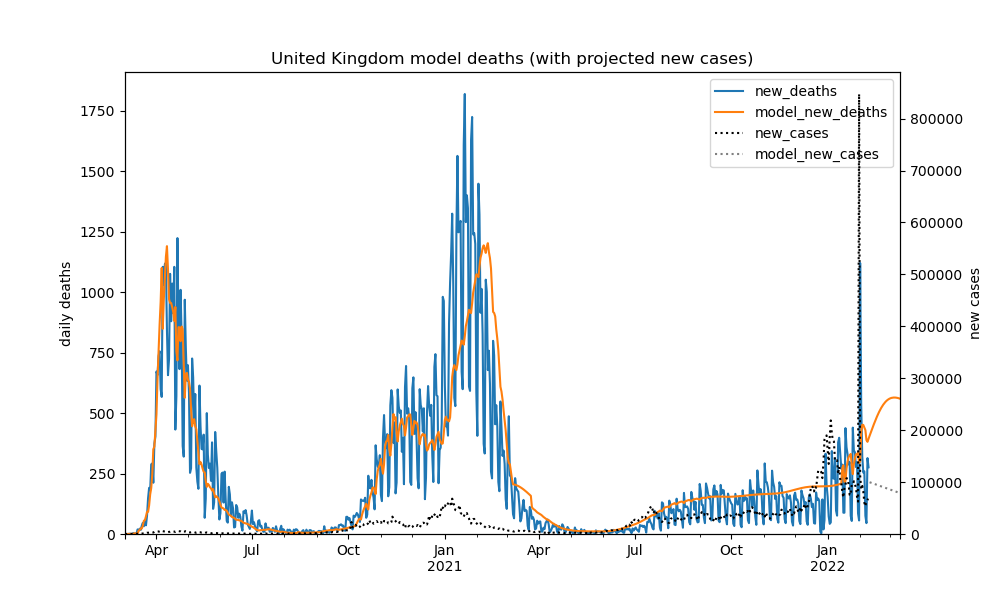 United Kingdom model deaths (with projected new cases)
new_deaths
model_new_deaths
new_cases
model_new_cases
daily deaths
1750
1500
1250
1000
750
500
250
0
new cases
800000
700000
600000
500000
400000
300000
200000
100000
0
Apr Jul Oct Jan Apr Jul Oct Jan
2021 2022